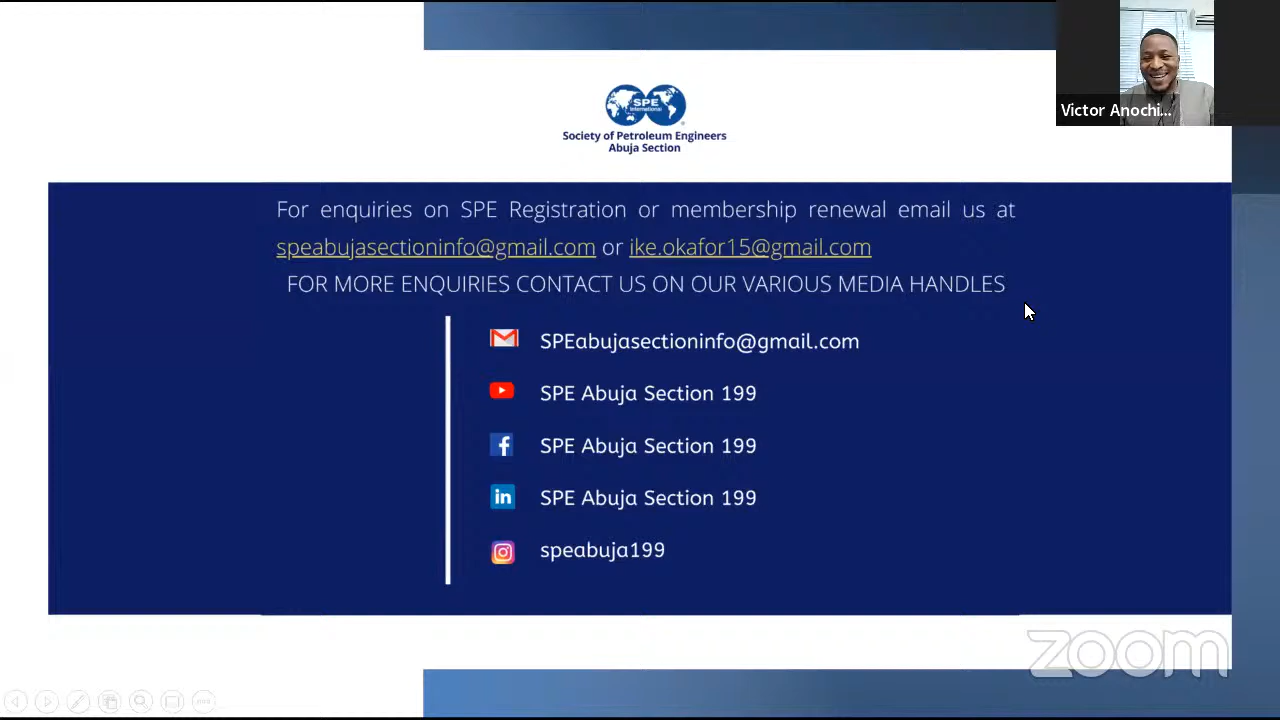 Victor Anochi...
SPE
International
Society of Petroleum Engineers
Abuja Section
For enquiries on SPE Registration or membership renewal email us at
speabujasectioninfo@gmail.com or ike.okafor15@gmail.com
FOR MORE ENQUIRIES CONTACT US ON OUR VARIOUS MEDIA HANDLES
SPEabujasectioninfo@gmail.com
SPE Abuja Section 199
SPE Abuja Section 199
SPE Abuja Section 199
speabuja199
zoom